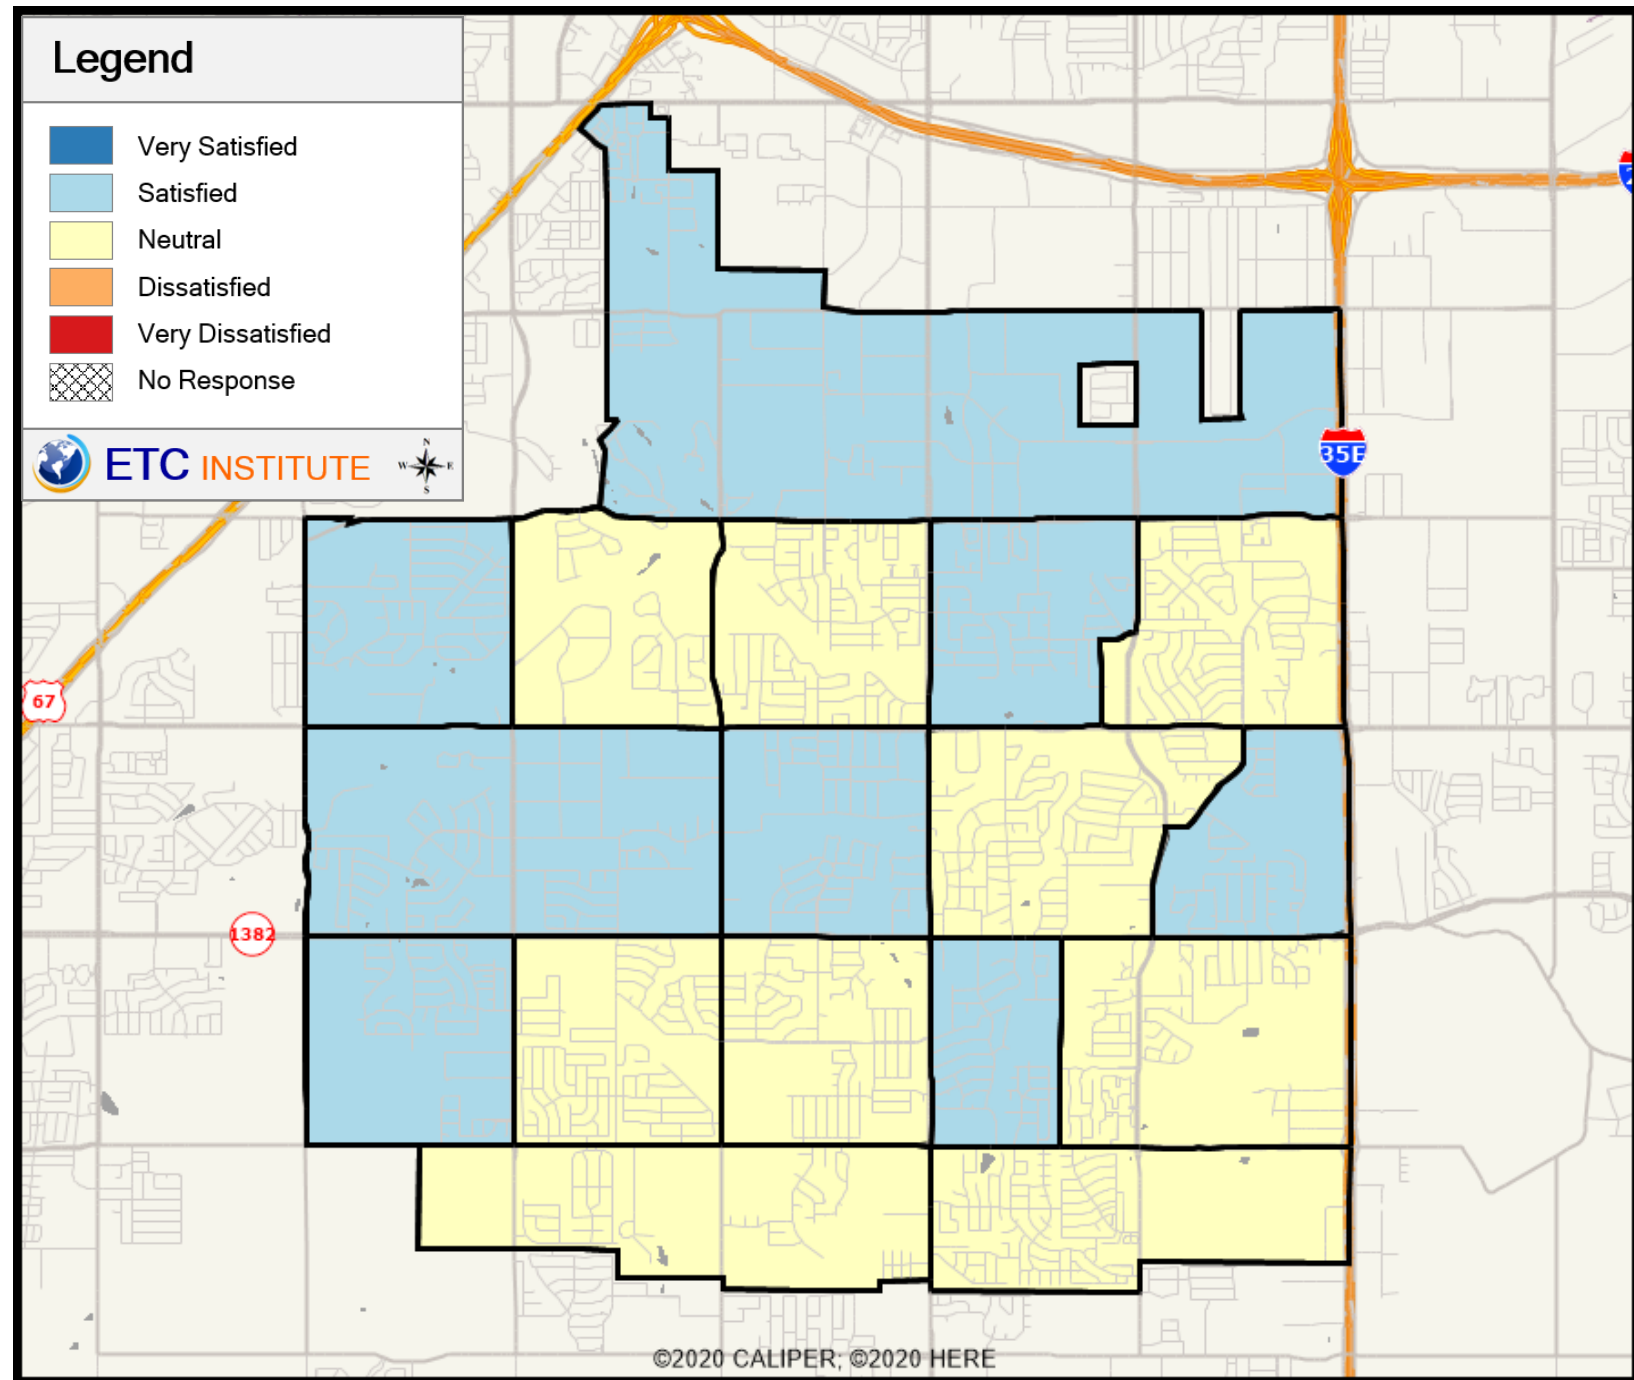 Legend
Very Satisfied
Satisfied
Neutral
Dissatisfied
Very Dissatisfied
No Response
ETC INSTITUTE
N
W E
S
35E
67
1382
©2020 CALIPER; ©2020 HERE